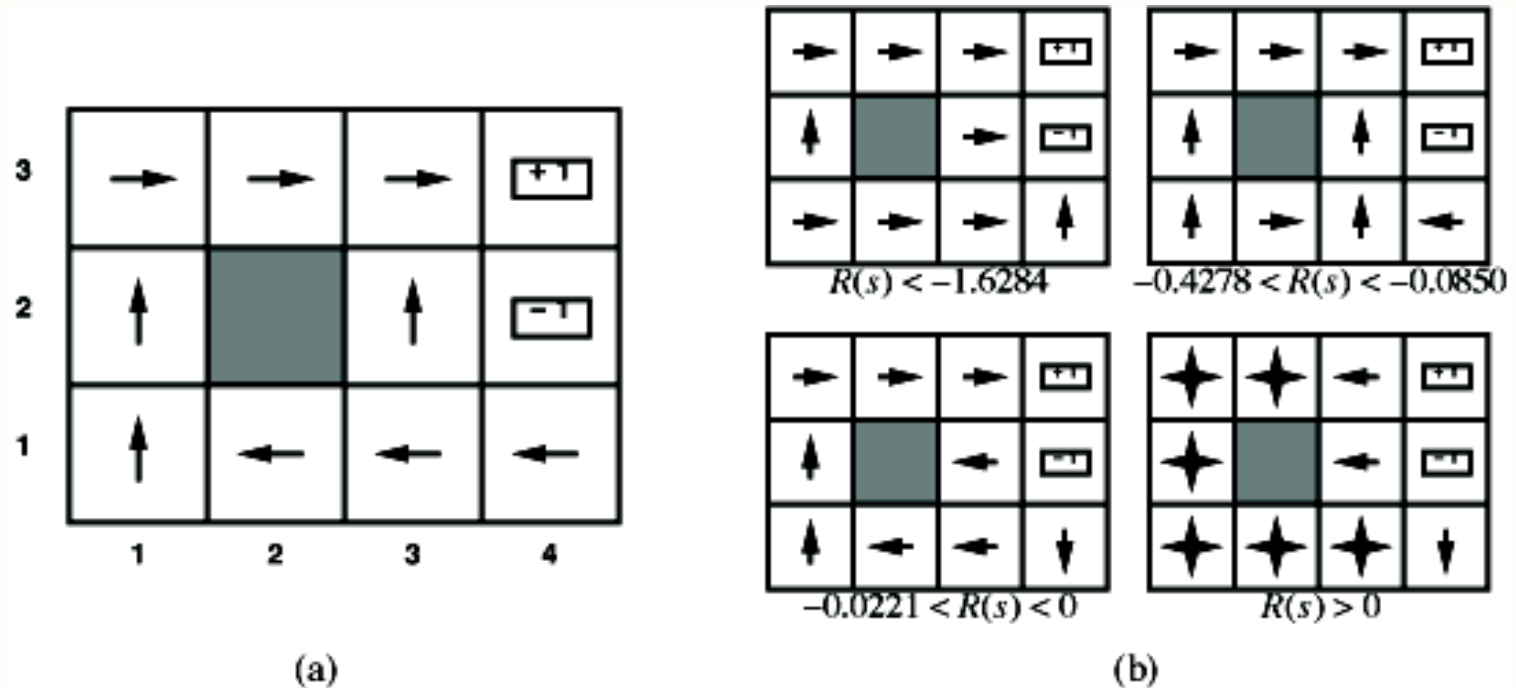 3
2
1
1 2 3 4
+1
-1
(a)
+1
-1
R(s) < –1.6284
+1
-1
–0.4278 < R(s) < –0.0850
+1
-1
–0.0221 < R(s) < 0
+1
-1
R(s) > 0
(b)